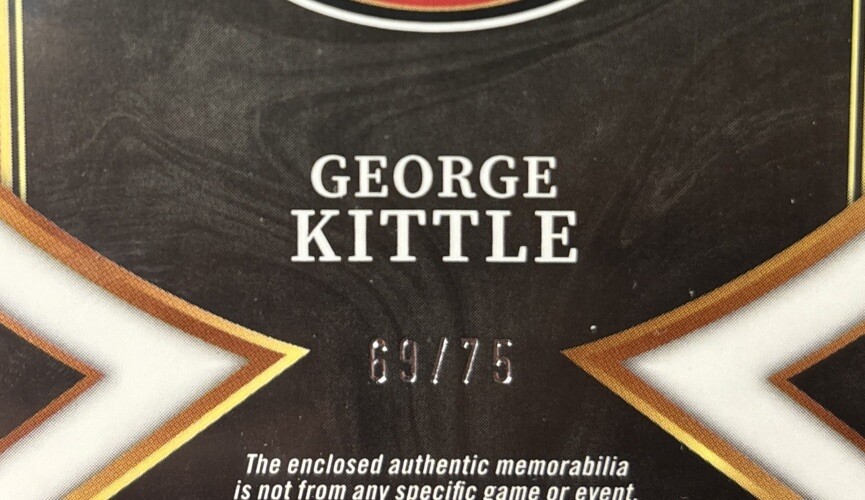 GEORGE
KITTLE
69/75
The enclosed authentic memorabilia
is not from any specific game or event.